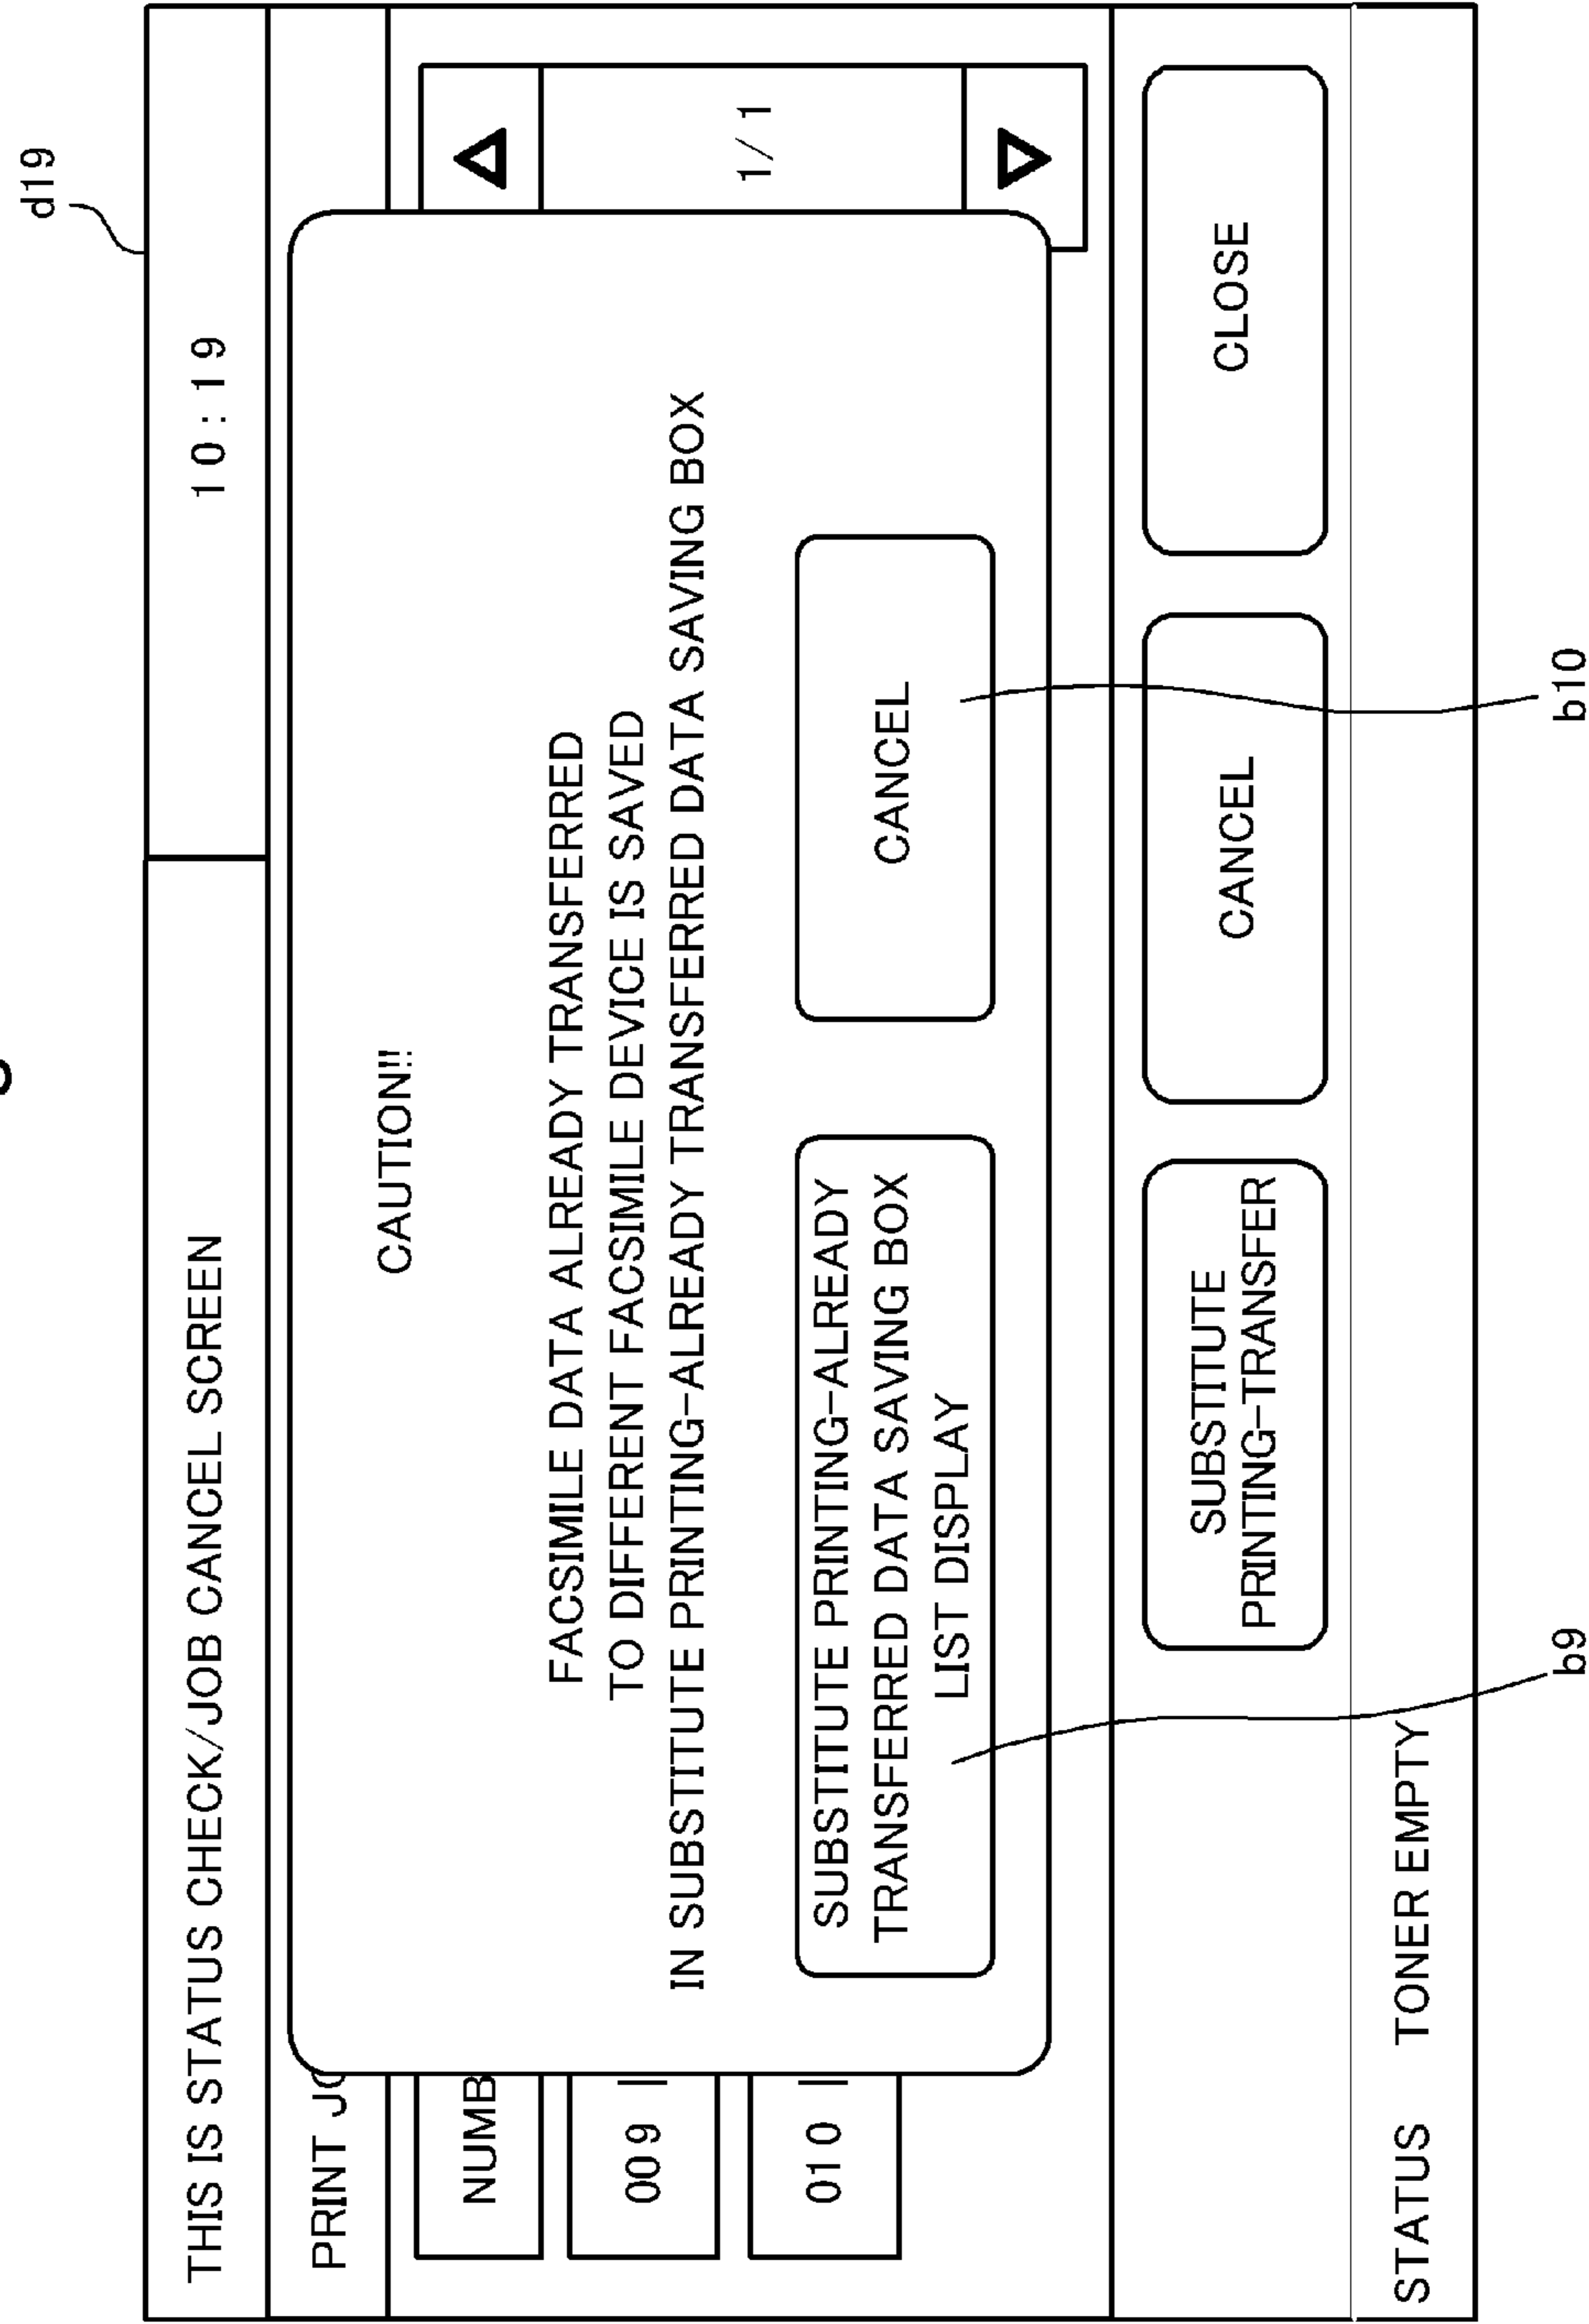 d19
THIS IS STATUS CHECK/JOB CANCEL SCREEN
10:19
PRINT JO
CAUTION!!
NUMB
009
010
FACSIMILE DATA ALREADY TRANSFERRED
TO DIFFERENT FACSIMILE DEVICE IS SAVED
IN SUBSTITUTE PRINTING-ALREADY TRANSFERRED DATA SAVING BOX
1/1
SUBSTITUTE PRINTING-ALREADY
TRANSFERRED DATA SAVING BOX
LIST DISPLAY
CANCEL
SUBSTITUTE
PRINTING-TRANSFER
CANCEL
CLOSE
STATUS TONER EMPTY
b9
b10